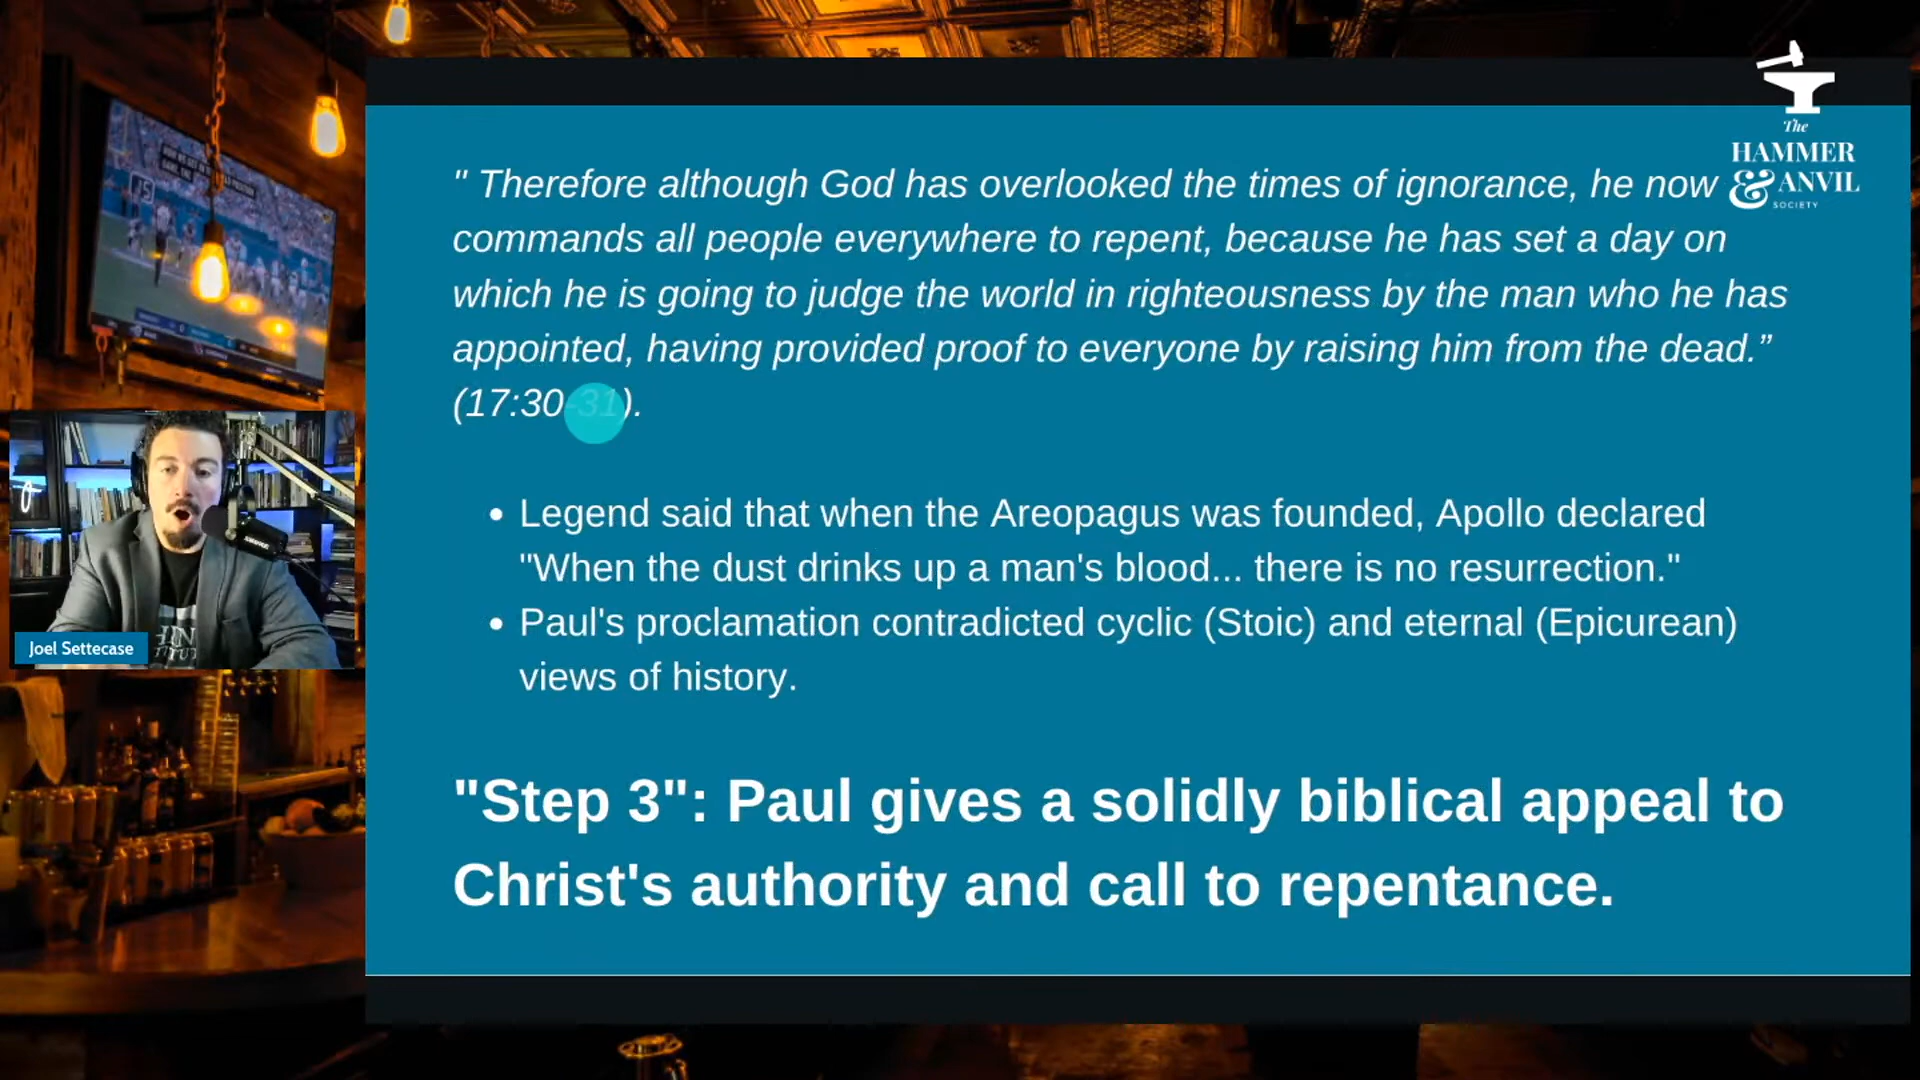 The
HAMMER
& ANVIL
SOCIETY
" Therefore although God has overlooked the times of ignorance, he now
commands all people everywhere to repent, because he has set a day on
which he is going to judge the world in righteousness by the man who he has
appointed, having provided proof to everyone by raising him from the dead.”
(17:30-31).
• Legend said that when the Areopagus was founded, Apollo declared
"When the dust drinks up a man's blood... there is no resurrection."
• Paul's proclamation contradicted cyclic (Stoic) and eternal (Epicurean)
views of history.
"Step 3": Paul gives a solidly biblical appeal to
Christ's authority and call to repentance.
Joel Settecase